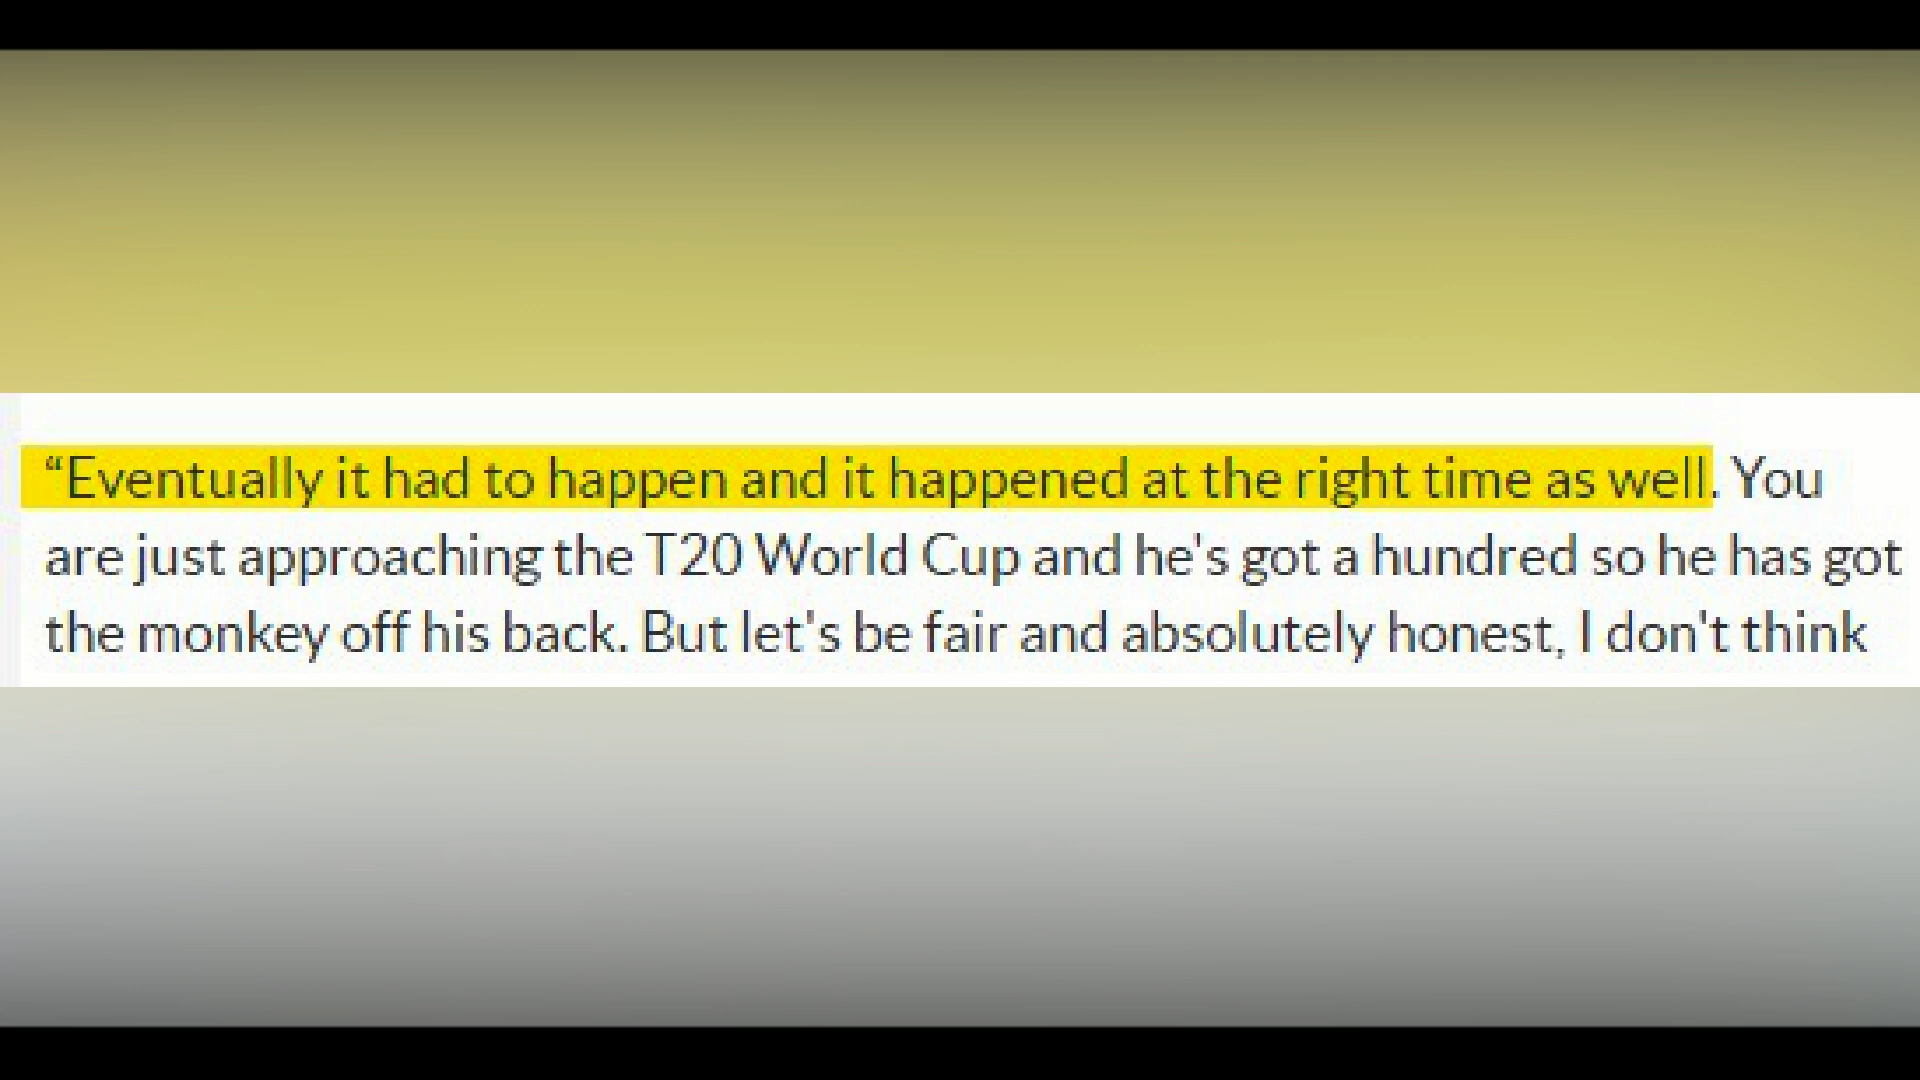 “Eventually it had to happen and it happened at the right time as well. You
are just approaching the T20 World Cup and he's got a hundred so he has got
the monkey off his back. But let's be fair and absolutely honest, I don't think